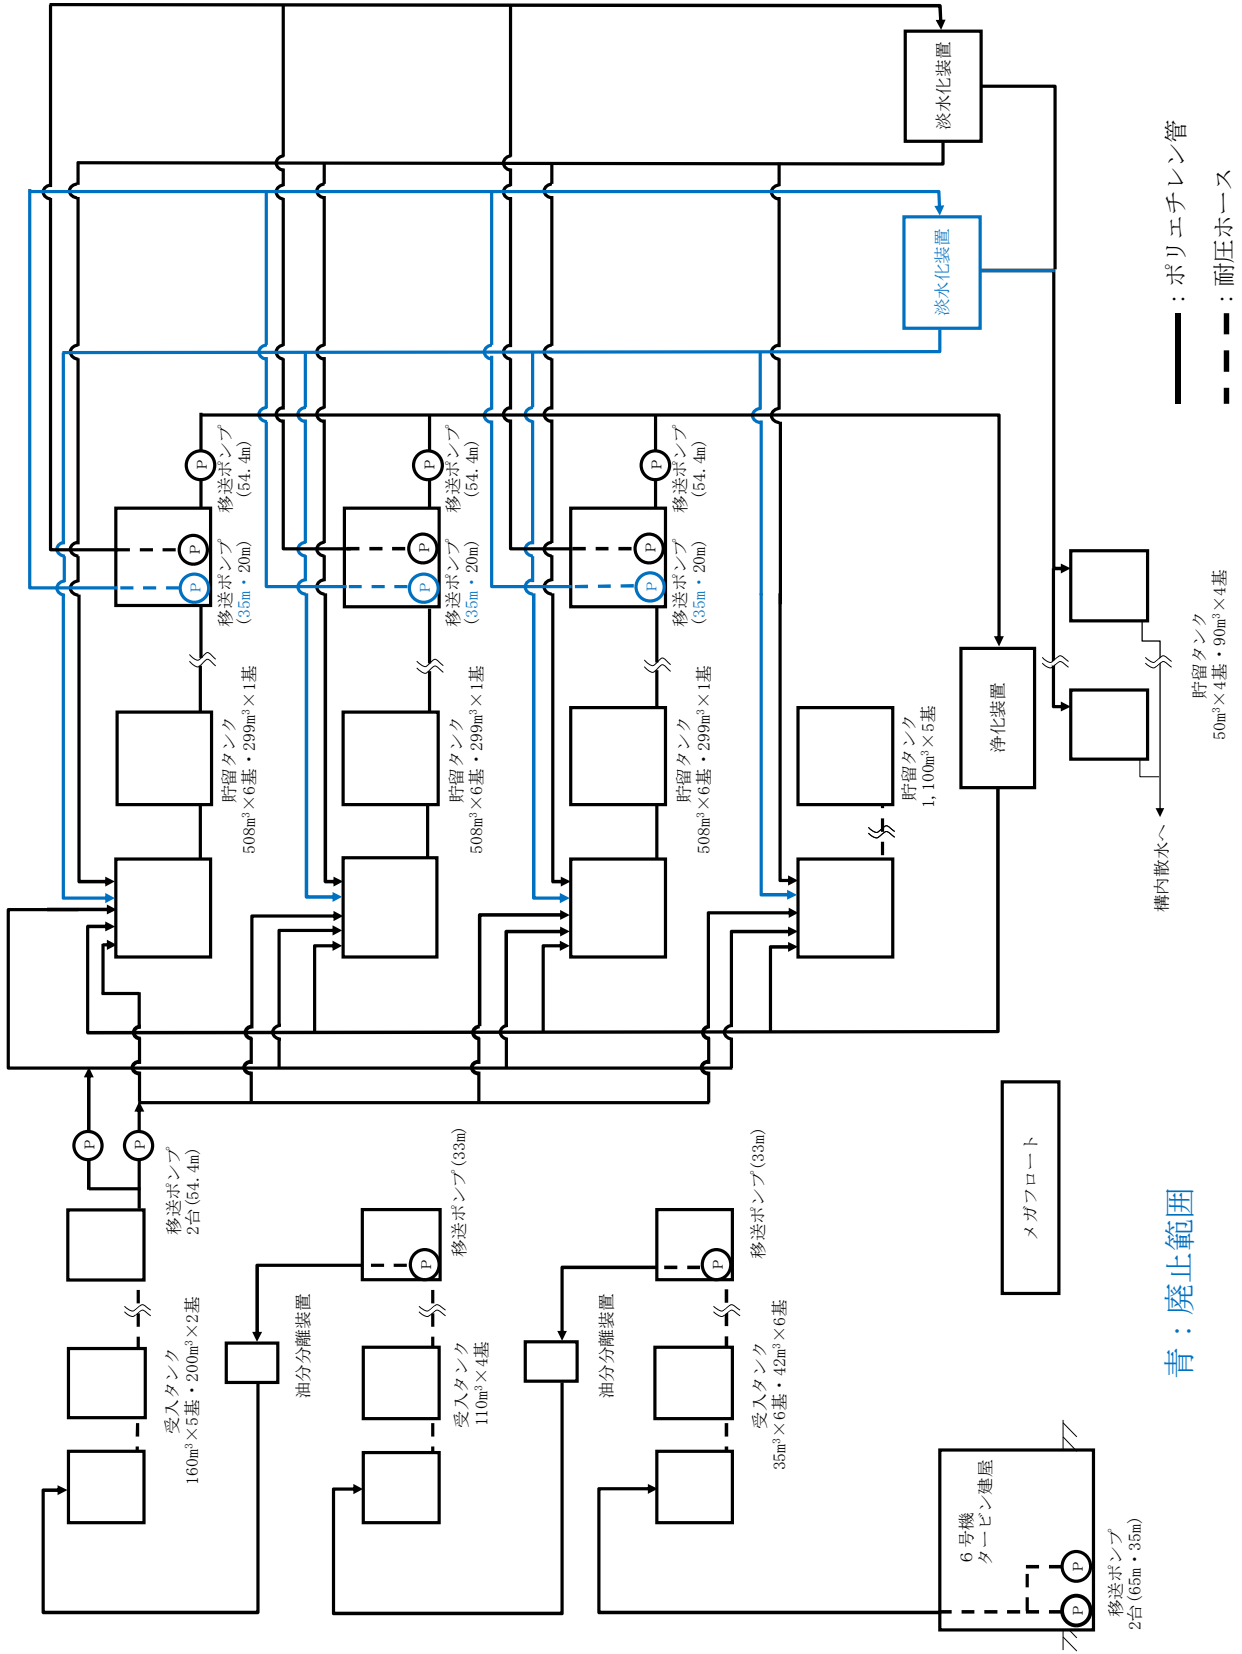 6号機
タービン建屋
P
P
移送ポンプ
2台(65m・35m)
受入タンク
35m³×6基・42m³×6基
P
移送ポンプ(33m)
油分分離装置
受入タンク
110m³×4基
P
移送ポンプ(33m)
油分分離装置
受入タンク
160m³×5基・200m³×2基
P
P
移送ポンプ
2台(54.4m)
メガフロート
貯留タンク
508m³×6基・299m³×1基
P
P
移送ポンプ
(35m・20m)
P
移送ポンプ
(54.4m)
貯留タンク
508m³×6基・299m³×1基
P
P
移送ポンプ
(35m・20m)
P
移送ポンプ
(54.4m)
貯留タンク
508m³×6基・299m³×1基
P
P
移送ポンプ
(35m・20m)
P
移送ポンプ
(54.4m)
貯留タンク
1,100m³×5基
浄化装置
淡水化装置
淡水化装置
貯留タンク
50m³×4基・90m³×4基
構内散水へ
青：廃止範囲
：ポリエチレン管
：耐圧ホース